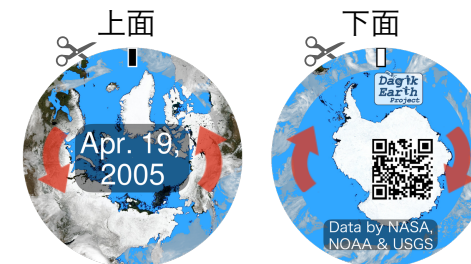 上面
下面
Dagik
Earth
Project
Apr. 19,
2005
Data by NASA,
NOAA & USGS